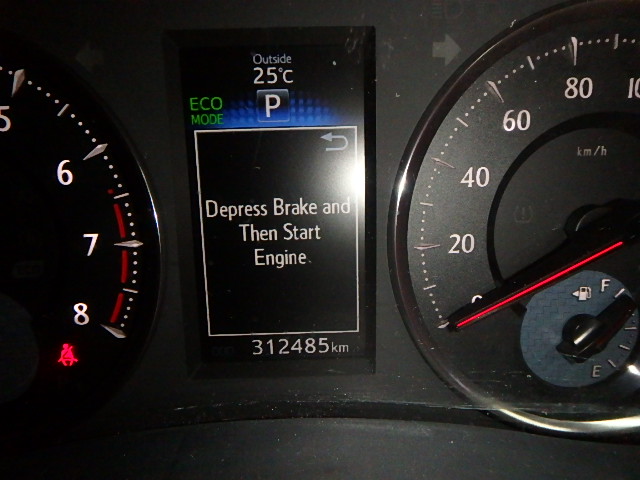 Outside
25°C
ECO
MODE
P
Depress Brake and
Then Start
Engine
312485km
5
6
7
8
20
40
60
80
km/h
F
E